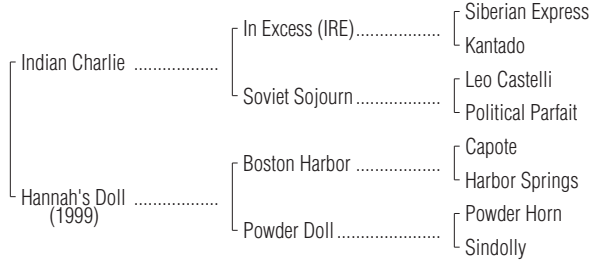 Siberian Express
In Excess (IRE)..................
Kantado
Indian Charlie ..................
Leo Castelli
Soviet Sojourn ..................
Political Parfait
Capote
Boston Harbor ..................
Harbor Springs
Hannah's Doll ..................
(1999)
Powder Horn
Powder Doll......................
Sindolly